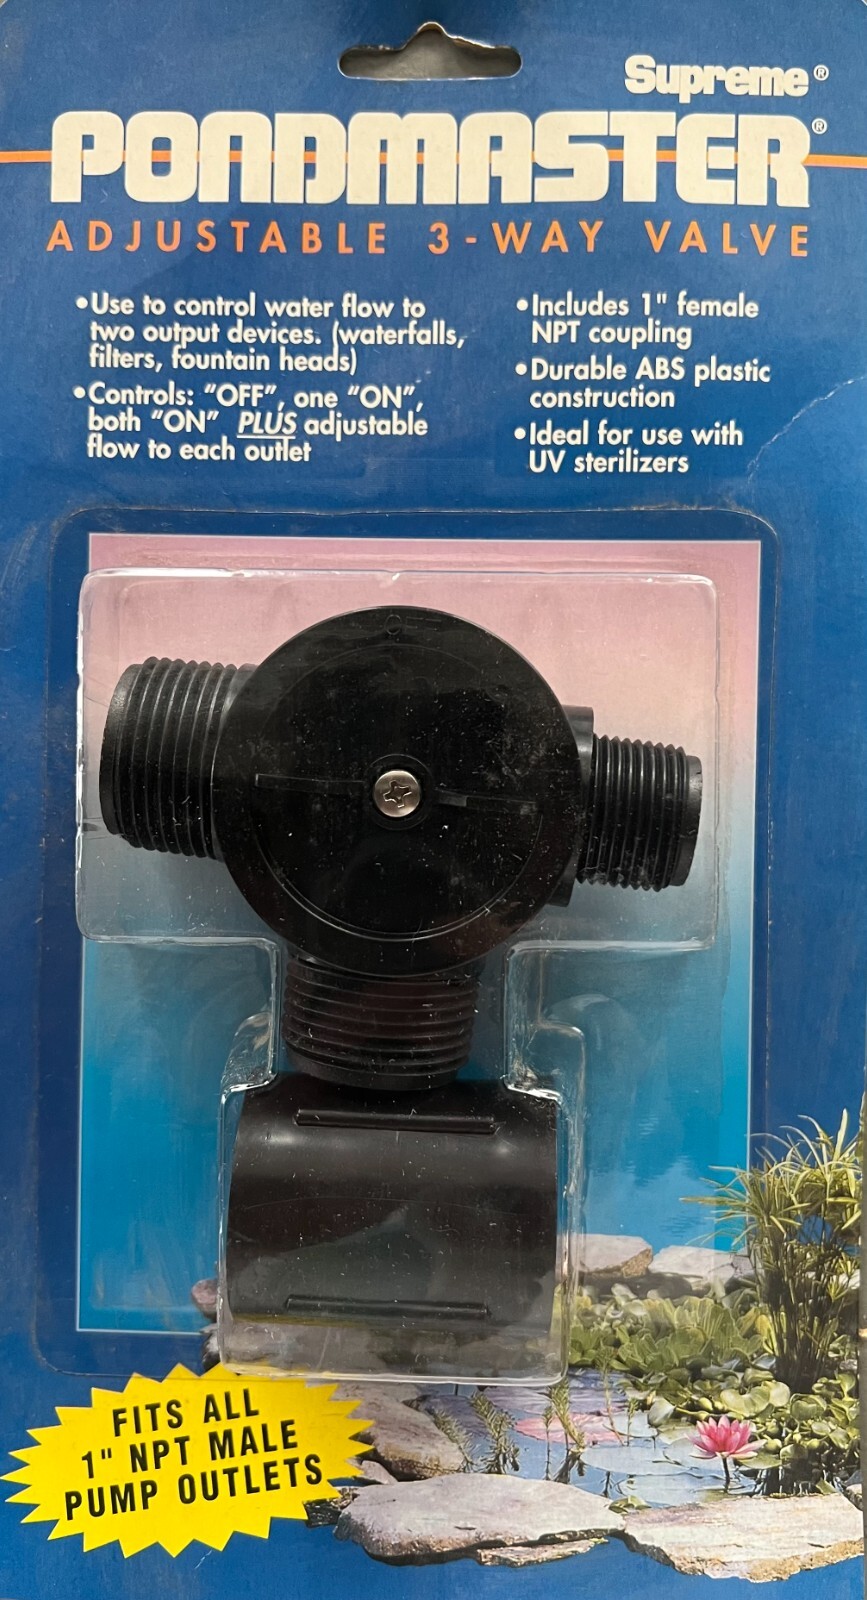 Supreme®
PONDMASTER®
ADJUSTABLE 3-WAY VALVE
•Use to control water flow to
two output devices. (waterfalls,
filters, fountain heads)
•Controls: "OFF", one "ON",
both "ON" PLUS adjustable
flow to each outlet
•Includes 1" female
NPT coupling
•Durable ABS plastic
construction
•Ideal for use with
UV sterilizers
OFF
FITS ALL
1" NPT MALE
PUMP OUTLETS